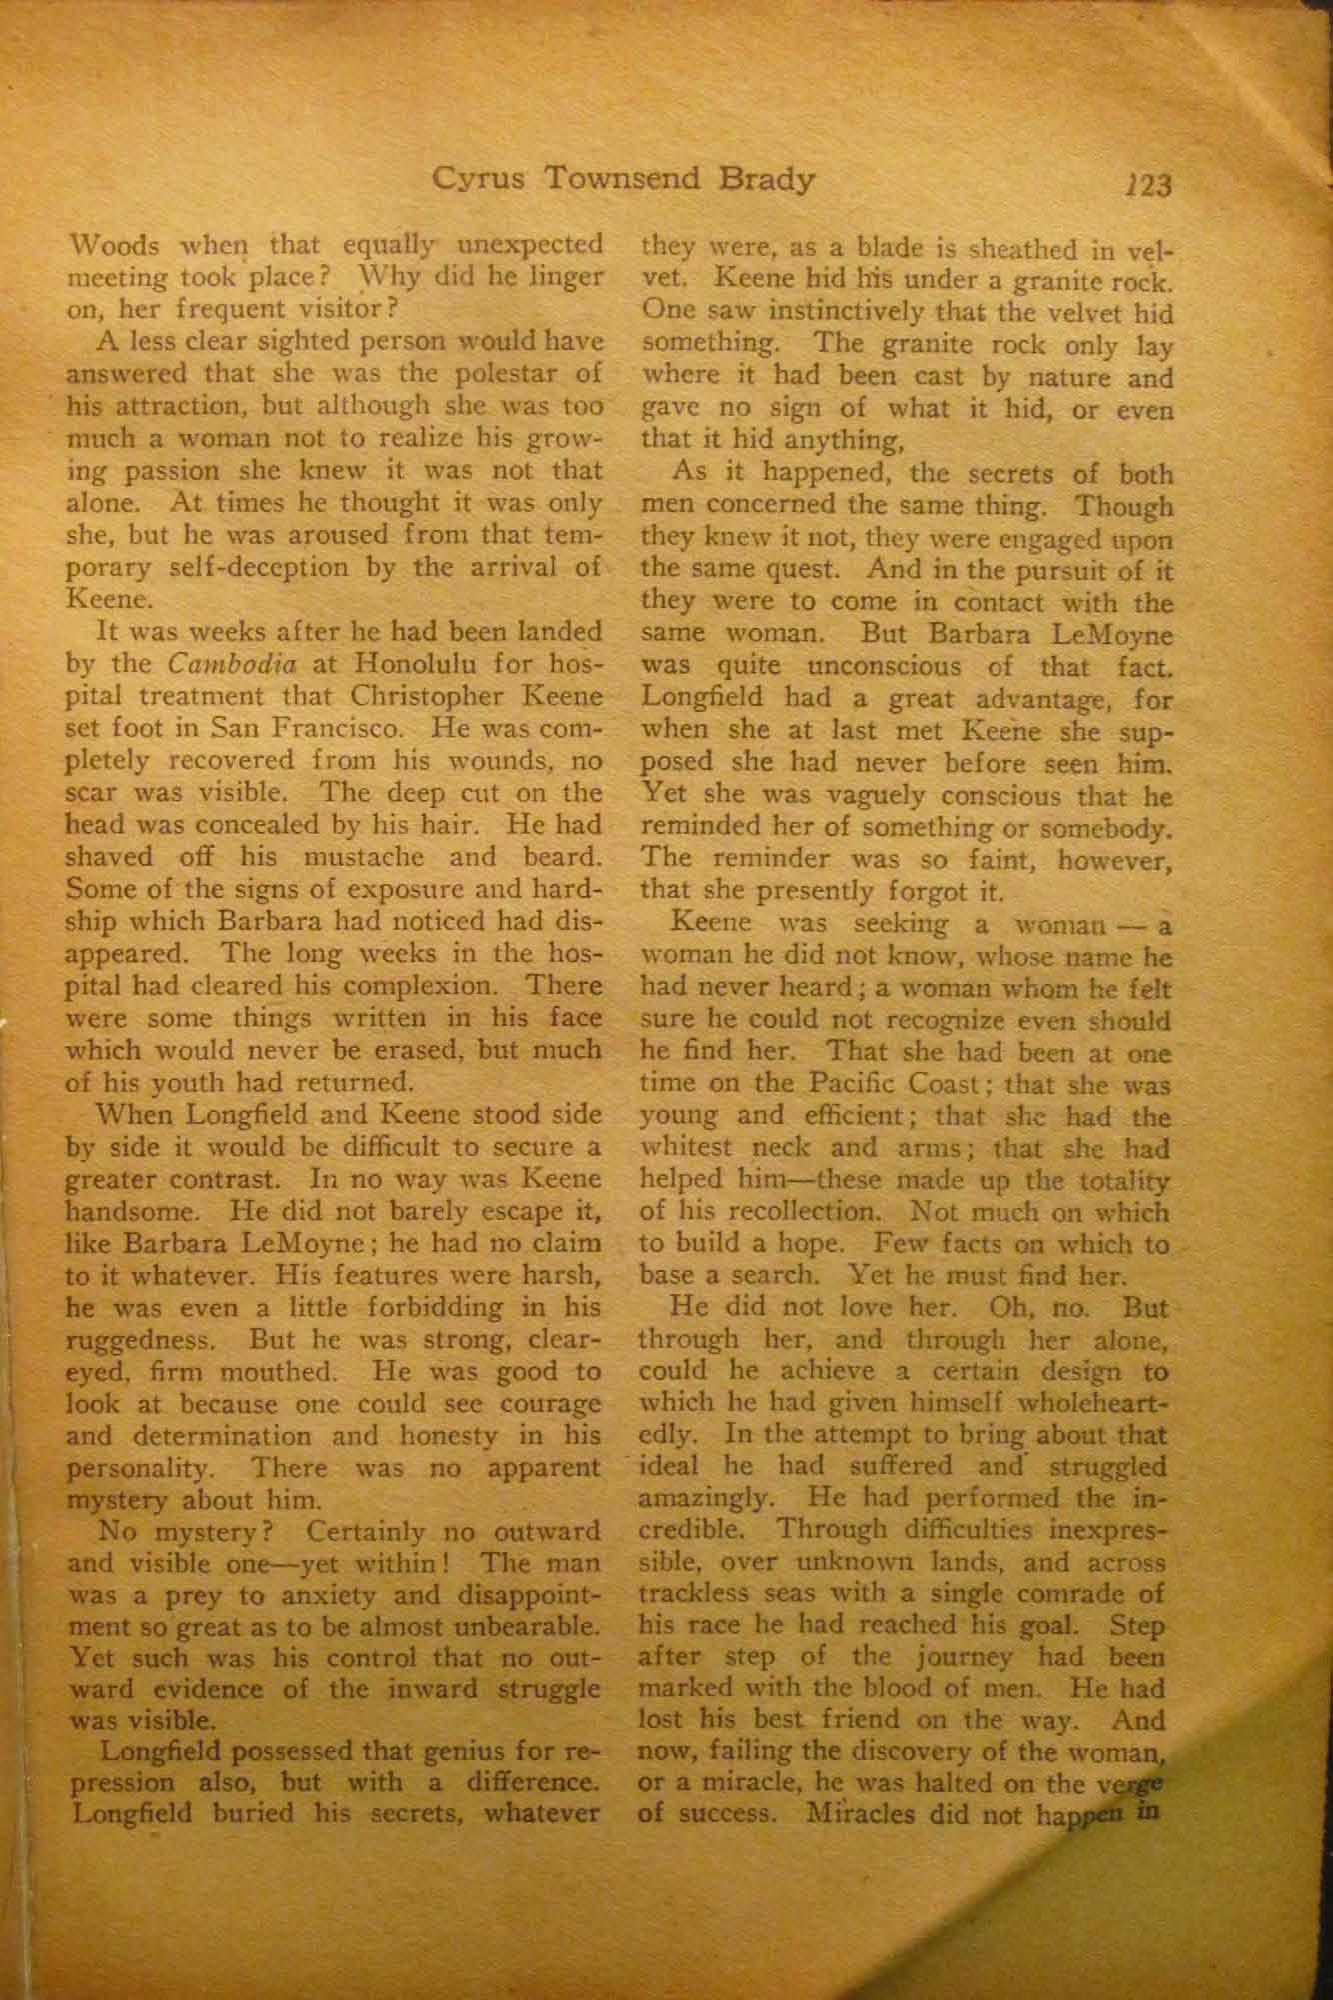 Cyrus Townsend Brady
123
Woods when that equally unexpected
meeting took place? Why did he linger
on, her frequent visitor?
A less clear sighted person would have
answered that she was the polestar of
his attraction, but although she was too
much a woman not to realize his grow-
ing passion she knew it was not that
alone. At times he thought it was only
she, but he was aroused from that tem-
porary self-deception by the arrival of
Keene.
It was weeks after he had been landed
by the Cambodia at Honolulu for hos-
pital treatment that Christopher Keene
set foot in San Francisco. He was com-
pletely recovered from his wounds, no
scar was visible. The deep cut on the
head was concealed by his hair. He had
shaved off his mustache and beard.
Some of the signs of exposure and hard-
ship which Barbara had noticed had dis-
appeared. The long weeks in the hos-
pital had cleared his complexion. There
were some things written in his face
which would never be erased, but much
of his youth had returned.
When Longfield and Keene stood side
by side it would be difficult to secure a
greater contrast. In no way was Keene
handsome. He did not barely escape it,
like Barbara LeMoyne; he had no claim
to it whatever. His features were harsh,
he was even a little forbidding in his
ruggedness. But he was strong, clear-
eyed, firm mouthed. He was good to
look at because one could see courage
and determination and honesty in his
personality. There was no apparent
mystery about him.
No mystery? Certainly no outward
and visible one—yet within! The man
was a prey to anxiety and disappoint-
ment so great as to be almost unbearable.
Yet such was his control that no out-
ward evidence of the inward struggle
was visible.
Longfield possessed that genius for re-
pression also, but with a difference.
Longfield buried his secrets, whatever
they were, as a blade is sheathed in vel-
vet. Keene hid his under a granite rock.
One saw instinctively that the velvet hid
something. The granite rock only lay
where it had been cast by nature and
gave no sign of what it hid, or even
that it hid anything,
As it happened, the secrets of both
men concerned the same thing. Though
they knew it not, they were engaged upon
the same quest. And in the pursuit of it
they were to come in contact with the
same woman. But Barbara LeMoyne
was quite unconscious of that fact.
Longfield had a great advantage, for
when she at last met Keene she sup-
posed she had never before seen him.
Yet she was vaguely conscious that he
reminded her of something or somebody.
The reminder was so faint, however,
that she presently forgot it.
Keene was seeking a woman — a
woman he did not know, whose name he
had never heard; a woman whom he felt
sure he could not recognize even should
he find her. That she had been at one
time on the Pacific Coast; that she was
young and efficient; that she had the
whitest neck and arms; that she had
helped him—these made up the totality
of his recollection. Not much on which
to build a hope. Few facts on which to
base a search. Yet he must find her.
He did not love her. Oh, no. But
through her, and through her alone,
could he achieve a certain design to
which he had given himself wholeheart-
edly. In the attempt to bring about that
ideal he had suffered and struggled
amazingly. He had performed the in-
credible. Through difficulties inexpres-
sible, over unknown lands, and across
trackless seas with a single comrade of
his race he had reached his goal. Step
after step of the journey had been
marked with the blood of men. He had
lost his best friend on the way. And
now, failing the discovery of the woman,
or a miracle, he was halted on the verge
of success. Miracles did not happen in